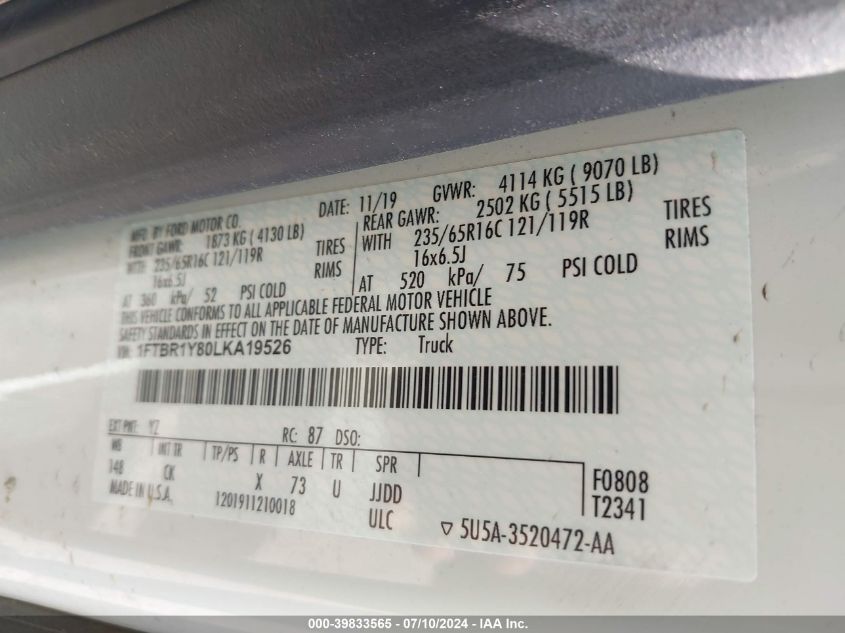 MFD. BY FORD MOTOR CO.
DATE: 11/19 GVWR: 4114 KG ( 9070 LB)
FRONT GAWR: 1873 KG ( 4130 LB)
REAR GAWR: 2502 KG ( 5515 LB)
WITH 235/65R16C 121/119R TIRES
WITH 235/65R16C 121/119R TIRES
16x6.5J RIMS
16x6.5J RIMS
AT 360 kPa/ 52 PSI COLD
AT 520 kPa/ 75 PSI COLD
THIS VEHICLE CONFORMS TO ALL APPLICABLE FEDERAL MOTOR VEHICLE
SAFETY STANDARDS IN EFFECT ON THE DATE OF MANUFACTURE SHOWN ABOVE.
VIN: 1FTBR1Y80LKA19526 TYPE: Truck
EXT PNT: YZ RC: 87 DSO:
WB INT TR TP/PS R AXLE TR SPR
148 CK X 73 U JJDD F0808
MADE IN U.S.A. 1201911210018 ULC T2341
▽ 5U5A-3520472-AA
000-39833565 - 07/10/2024 - IAA Inc.